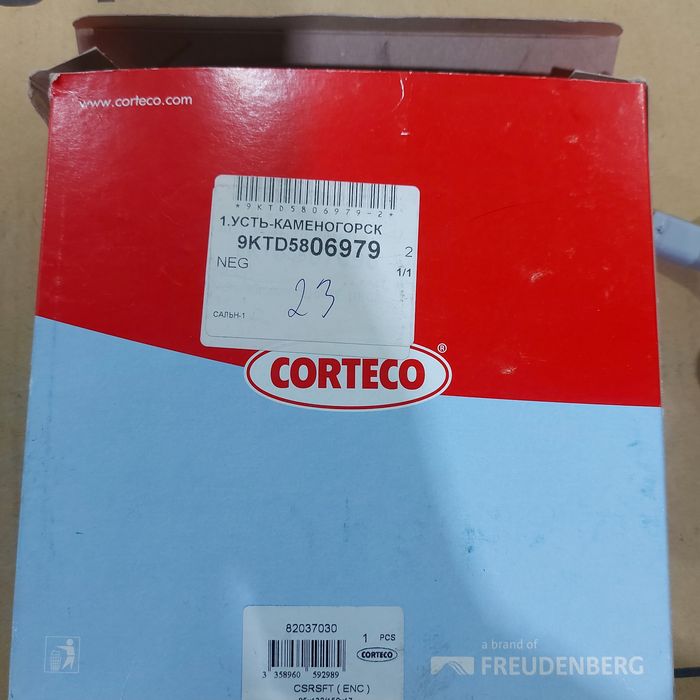 www.corteco.com
*9KTD5806979-2*
1.УСТЬ-КАМЕНОГОРСК
9KTD5806979 2
NEG 1/1
23
САЛЬН-1
CORTECO®
82037030
1 PCS
3 358960 592989
CORTECO
CSRSFT ( ENC )
a brand of
FREUDENBERG